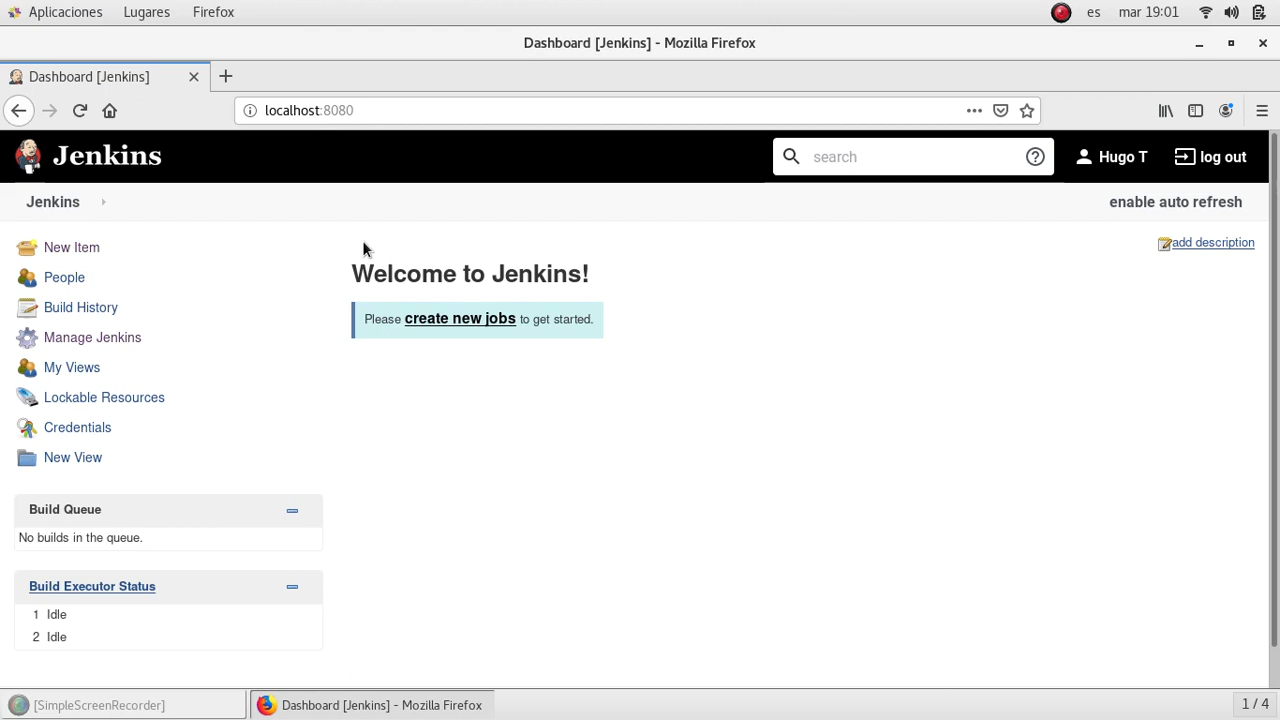 Aplicaciones Lugares Firefox es mar 19:01
Dashboard [Jenkins] - Mozilla Firefox
Dashboard [Jenkins]
localhost:8080
Jenkins search Hugo T log out
Jenkins enable auto refresh
New Item
People
Build History
Manage Jenkins
My Views
Lockable Resources
Credentials
New View
add description
Welcome to Jenkins!
Please create new jobs to get started.
Build Queue
No builds in the queue.
Build Executor Status
1 Idle
2 Idle
[SimpleScreenRecorder] Dashboard [Jenkins] - Mozilla Firefox 1 / 4